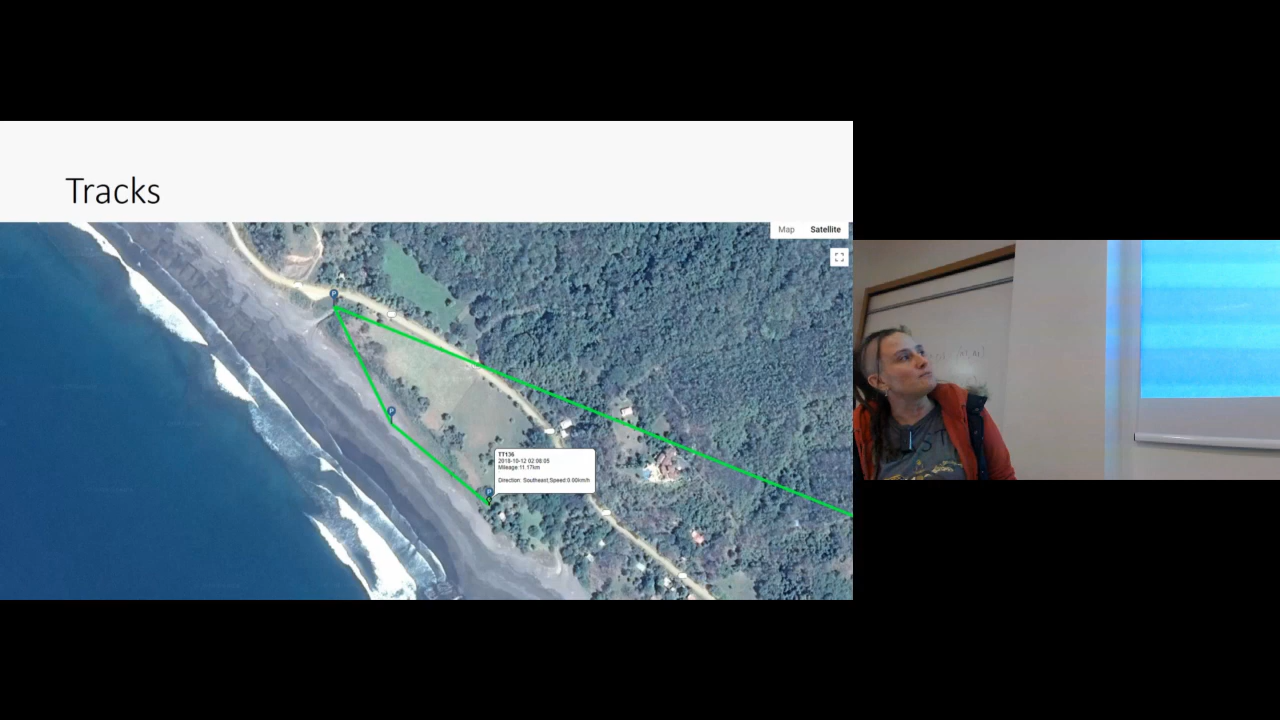 Tracks
Map Satellite
TT136
2018-10-12 02:08:05
Mileage:11.17km
Direction: Southeast,Speed:0.00km/h